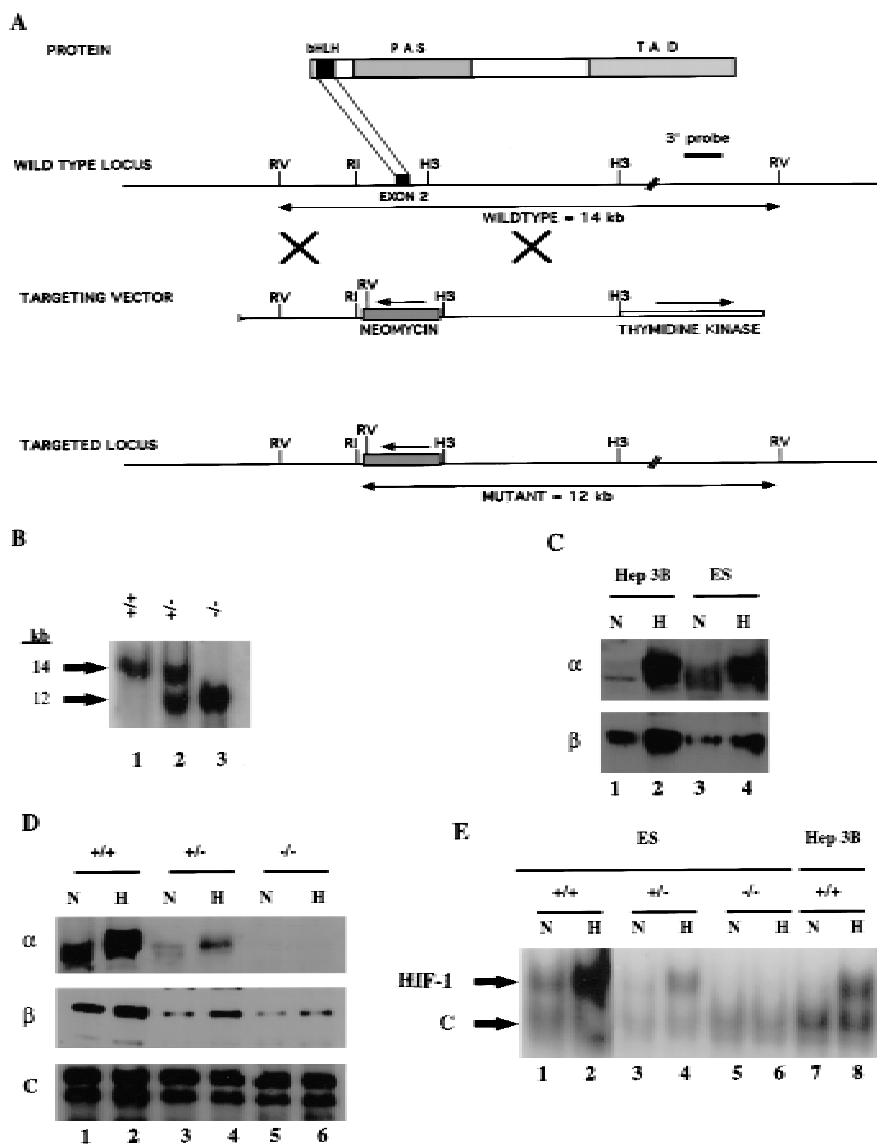 A
PROTEIN
bHLH PAS TAD
3' probe
WILD TYPE LOCUS
RV RI H3 H3 RV
EXON 2
WILDTYPE = 14 kb
TARGETING VECTOR
RV RI RV H3 H3
NEOMYCIN THYMIDINE KINASE
TARGETED LOCUS
RV RI RV H3 H3 RV
MUTANT = 12 kb
B
+/+ +/- -/-
kb
14
12
1 2 3
C
Hep 3B ES
N H N H
α
β
1 2 3 4
D
+/+ +/- -/-
N H N H N H
α
β
C
1 2 3 4 5 6
E
ES Hep 3B
+/+ +/- -/- +/+
N H N H N H N H
HIF-1
C
1 2 3 4 5 6 7 8